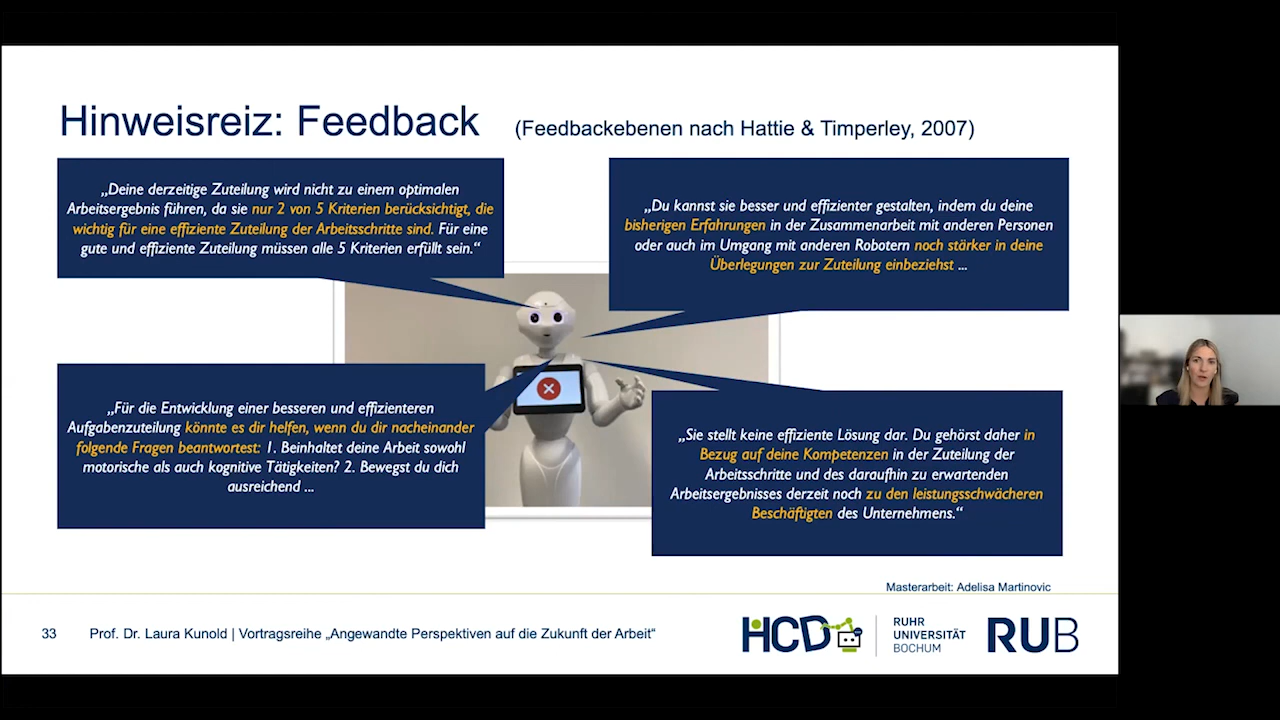 Hinweisreiz: Feedback (Feedbackebenen nach Hattie & Timperley, 2007)
„Deine derzeitige Zuteilung wird nicht zu einem optimalen
Arbeitsergebnis führen, da sie nur 2 von 5 Kriterien berücksichtigt, die
wichtig für eine effiziente Zuteilung der Arbeitsschritte sind. Für eine
gute und effiziente Zuteilung müssen alle 5 Kriterien erfüllt sein.“
„Du kannst sie besser und effizienter gestalten, indem du deine
bisherigen Erfahrungen in der Zusammenarbeit mit anderen Personen
oder auch im Umgang mit anderen Robotern noch stärker in deine
Überlegungen zur Zuteilung einbeziehst ...
„Für die Entwicklung einer besseren und effizienteren
Aufgabenzuteilung könnte es dir helfen, wenn du dir nacheinander
folgende Fragen beantwortest: 1. Beinhaltet deine Arbeit sowohl
motorische als auch kognitive Tätigkeiten? 2. Bewegst du dich
ausreichend ...
„Sie stellt keine effiziente Lösung dar. Du gehörst daher in
Bezug auf deine Kompetenzen in der Zuteilung der
Arbeitsschritte und des daraufhin zu erwartenden
Arbeitsergebnisses derzeit noch zu den leistungsschwächeren
Beschäftigten des Unternehmens.“
Masterarbeit: Adelisa Martinovic
33 Prof. Dr. Laura Kunold | Vortragsreihe „Angewandte Perspektiven auf die Zukunft der Arbeit“
HCD
RUHR
UNIVERSITÄT
BOCHUM
RUB